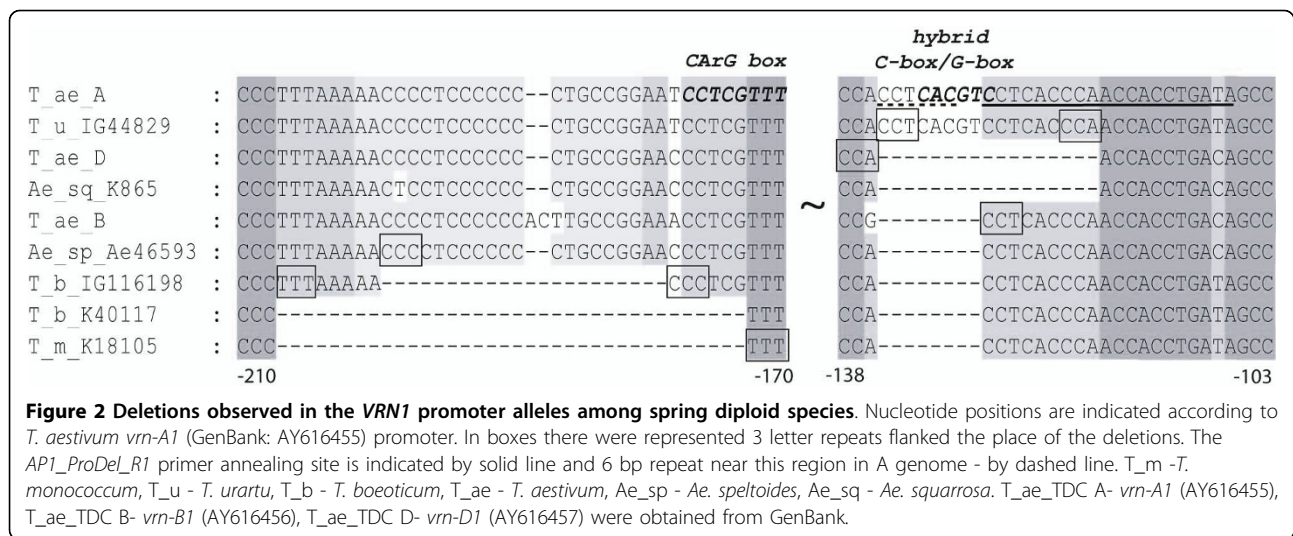 CArG box
hybrid
C-box/G-box
T_ae_A : CCCTTTAAAAACCCCTCCCCCC--CTGCCGGAATCCTCGTTT CCACCTCACGTCCTCACCCAACCACCTGATAGCC
T_u_IG44829 : CCCTTTAAAAACCCCTCCCCCC--CTGCCGGAATCCTCGTTT CCACCTCACGTCCTCACCCAACCACCTGATAGCC
T_ae_D : CCCTTTAAAAACCCCTCCCCCC--CTGCCGGAACCCTCGTTT CCA-----------------ACCACCTGACAGCC
Ae_sq_K865 : CCCTTTAAAAACTCCTCCCCCC--CTGCCGGAACCCTCGTTT ~ CCA-----------------ACCACCTGACAGCC
T_ae_B : CCCTTTAAAAACCCCTCCCCCCACTTGCCGGAAACCTCGTTT CCG--------CCTCACCCAACCACCTGACAGCC
Ae_sp_Ae46593 : CCCTTTAAAAACCCCTCCCCCC--CTGCCGGAACCCTCGTTT CCA--------CCTCACCCAACCACCTGACAGCC
T_b_IG116198 : CCCTTTAAAAA----------------------CCCTCGTTT CCA--------CCTCACCCAACCACCTGATAGCC
T_b_K40117 : CCC------------------------------------TTT CCA--------CCTCACCCAACCACCTGATAGCC
T_m_K18105 : CCC------------------------------------TTT CCA--------CCTCACCCAACCACCTGATAGCC
-210 -170 -138 -103
Figure 2 Deletions observed in the VRN1 promoter alleles among spring diploid species. Nucleotide positions are indicated according to
T. aestivum vrn-A1 (GenBank: AY616455) promoter. In boxes there were represented 3 letter repeats flanked the place of the deletions. The
AP1_ProDel_R1 primer annealing site is indicated by solid line and 6 bp repeat near this region in A genome - by dashed line. T_m -T.
monococcum, T_u - T. urartu, T_b - T. boeoticum, T_ae - T. aestivum, Ae_sp - Ae. speltoides, Ae_sq - Ae. squarrosa. T_ae_TDC A- vrn-A1 (AY616455),
T_ae_TDC B- vrn-B1 (AY616456), T_ae_TDC D- vrn-D1 (AY616457) were obtained from GenBank.